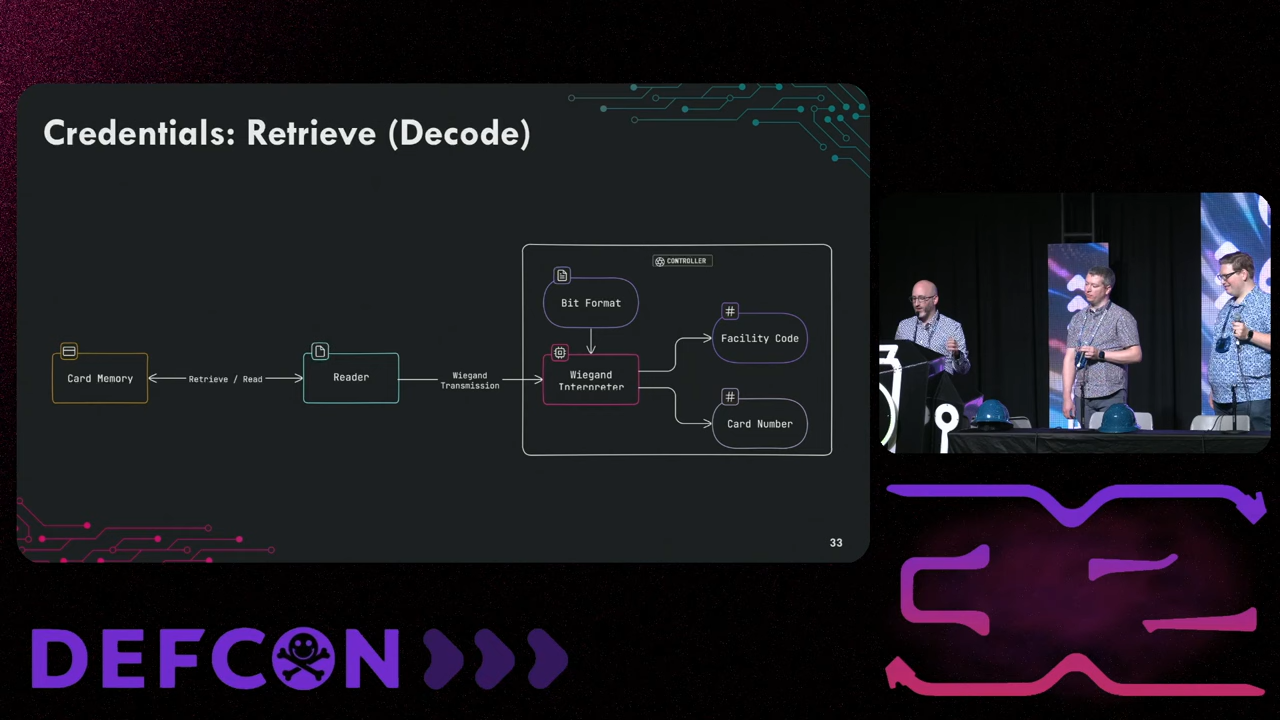 Credentials: Retrieve (Decode)
CONTROLLER
Bit Format
Facility Code
Card Memory
Retrieve / Read
Reader
Wiegand
Transmission
Wiegand
Interpreter
Card Number
33
DEFCON